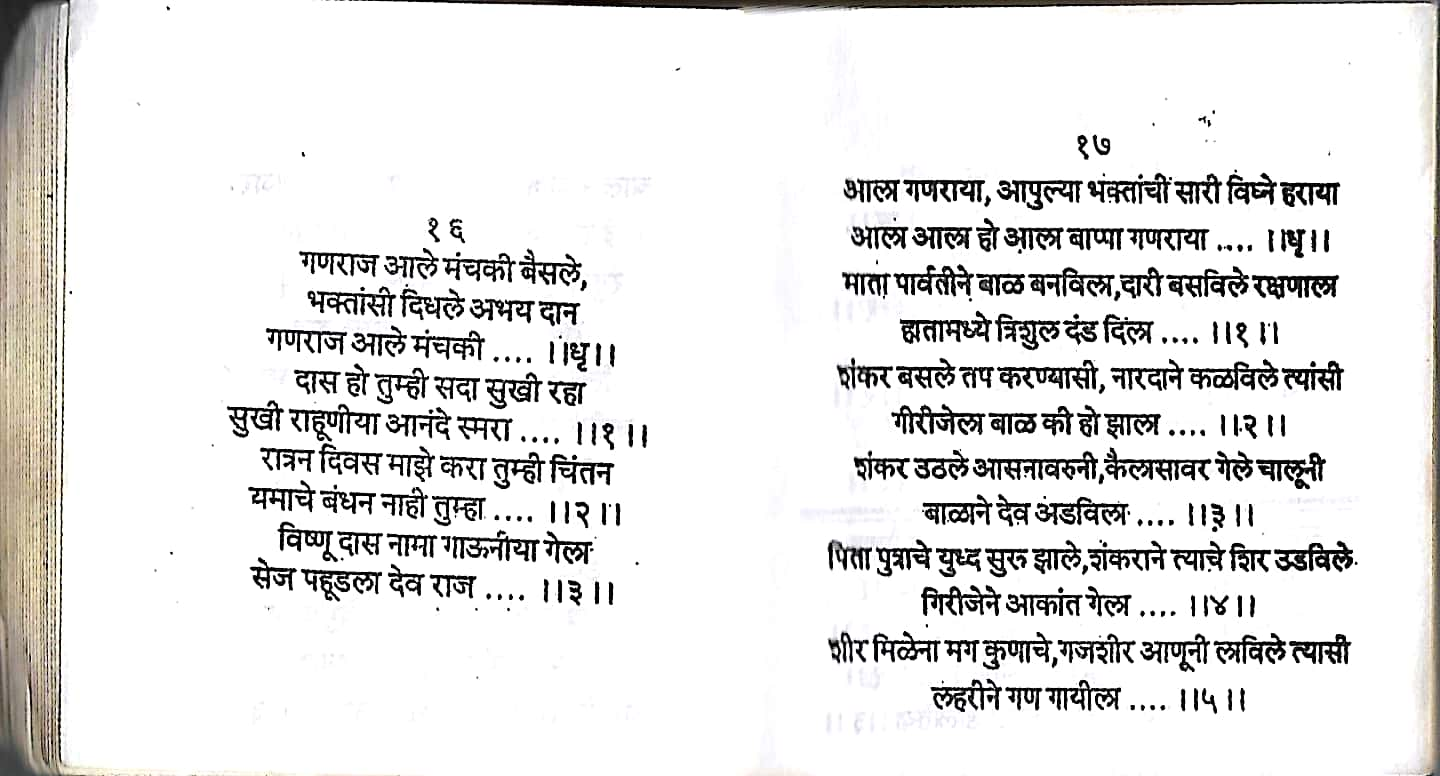 १६
गणराज आले मंचकी बैसले,
भक्तांसी दिधले अभय दान
गणराज आले मंचकी .... ।।धृ।।
दास हो तुम्ही सदा सुखी रहा
सुखी राहूणीया आनंदे स्मरा .... ।।१।।
रात्रन दिवस माझे करा तुम्ही चिंतन
यमाचे बंधन नाही तुम्हा .... ।।२।।
विष्णू दास नामा गाऊनीया गेला
सेज पहूडला देव राज .... ।।३।।
१७
आला गणराया, आपुल्या भक्तांची सारी विघ्ने हराया
आला आला हो आला बाप्पा गणराया .... ।।धृ।।
माता पार्वतीने बाळ बनविला,दारी बसविले रक्षणाला
हातामध्ये त्रिशुल दंड दिला .... ।।१।।
शंकर बसले तप करण्यासी, नारदाने कळविले त्यांसी
गीरीजेला बाळ की हो झाला .... ।।२।।
शंकर उठले आसनावरुनी,कैलासावर गेले चालूनी
बाळाने देव अडविला .... ।।३।।
पिता पुत्राचे युध्द सुरु झाले,शंकराने त्याचे शिर उडविले
गिरीजेने आकांत गेला .... ।।४।।
शीर मिळेना मग कुणाचे,गजशीर आणूनी लाविले त्यासी
लहरीने गण गायीला .... ।।५।।